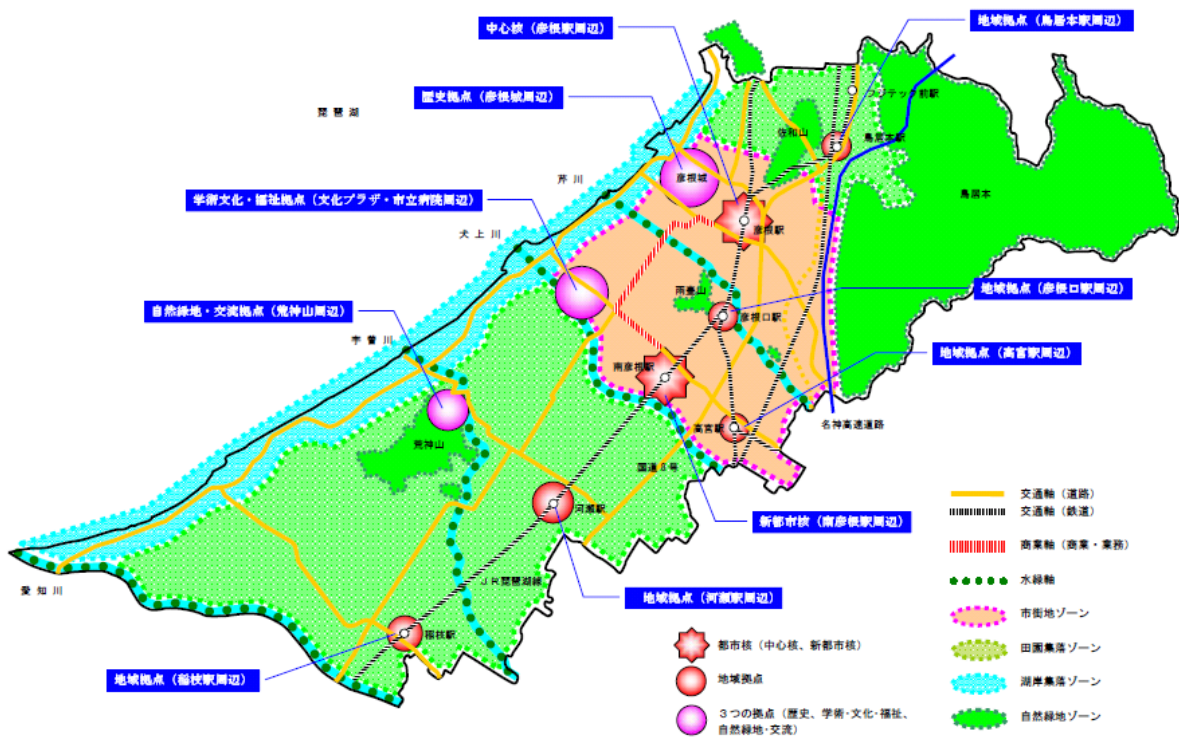 中心核（彦根駅周辺）
地域拠点（鳥居本駅周辺）
歴史拠点（彦根城周辺）
琵琶湖
フジテック前駅
佐和山
鳥居本駅
芹川
彦根城
鳥居本
学術文化・福祉拠点（文化プラザ・市立病院周辺）
犬上川
彦根駅
雨壺山
地域拠点（彦根口駅周辺）
自然緑地・交流拠点（荒神山周辺）
彦根口駅
宇曽川
地域拠点（高宮駅周辺）
南彦根駅
高宮駅
名神高速道路
荒神山
国道８号
河瀬駅
新都市核（南彦根駅周辺）
愛知川
ＪＲ琵琶湖線
地域拠点（河瀬駅周辺）
稲枝駅
地域拠点（稲枝駅周辺）
都市核（中心核、新都市核）
地域拠点
３つの拠点（歴史、学術・文化・福祉、
自然緑地・交流）
交通軸（道路）
交通軸（鉄道）
商業軸（商業・業務）
水緑軸
市街地ゾーン
田園集落ゾーン
湖岸集落ゾーン
自然緑地ゾーン